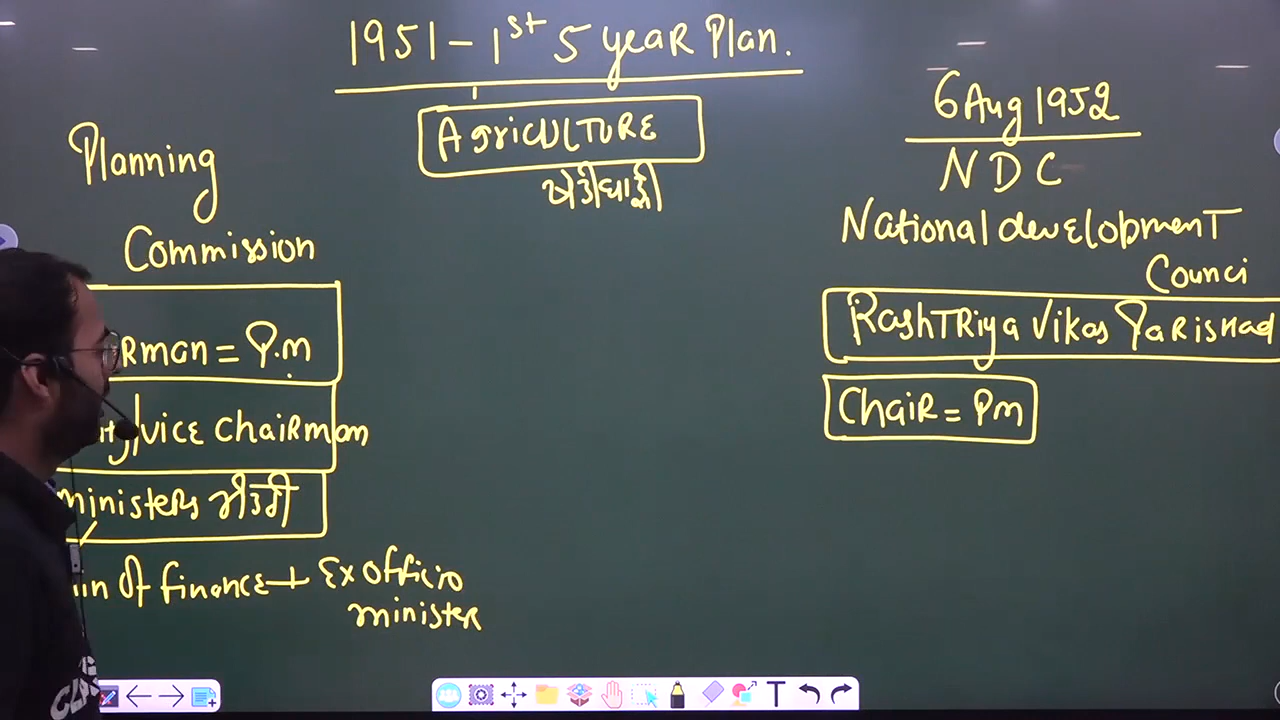 1951 - 1st 5 year Plan.
AgriCULTURE
ਖੇਤੀਬਾੜੀ
Planning
Commission
RMan = P.m
vice chairman
ministers ਮੰਤਰੀ
of finance + Ex officio
minister
6 Aug 1952
NDC
National development
Counci
RashTRiya Vikas PaRisHad
ChaiR = Pm